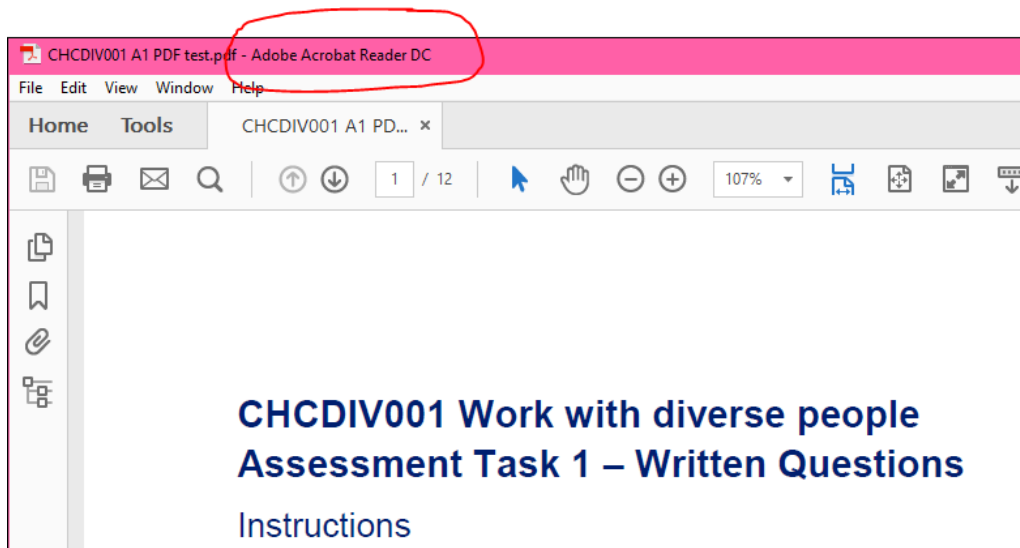 CHCDIV001 A1 PDF test.pdf - Adobe Acrobat Reader DC
File Edit View Window Help
Home Tools CHCDIV001 A1 PD... ×
1 / 12 107%
CHCDIV001 Work with diverse people
Assessment Task 1 – Written Questions
Instructions